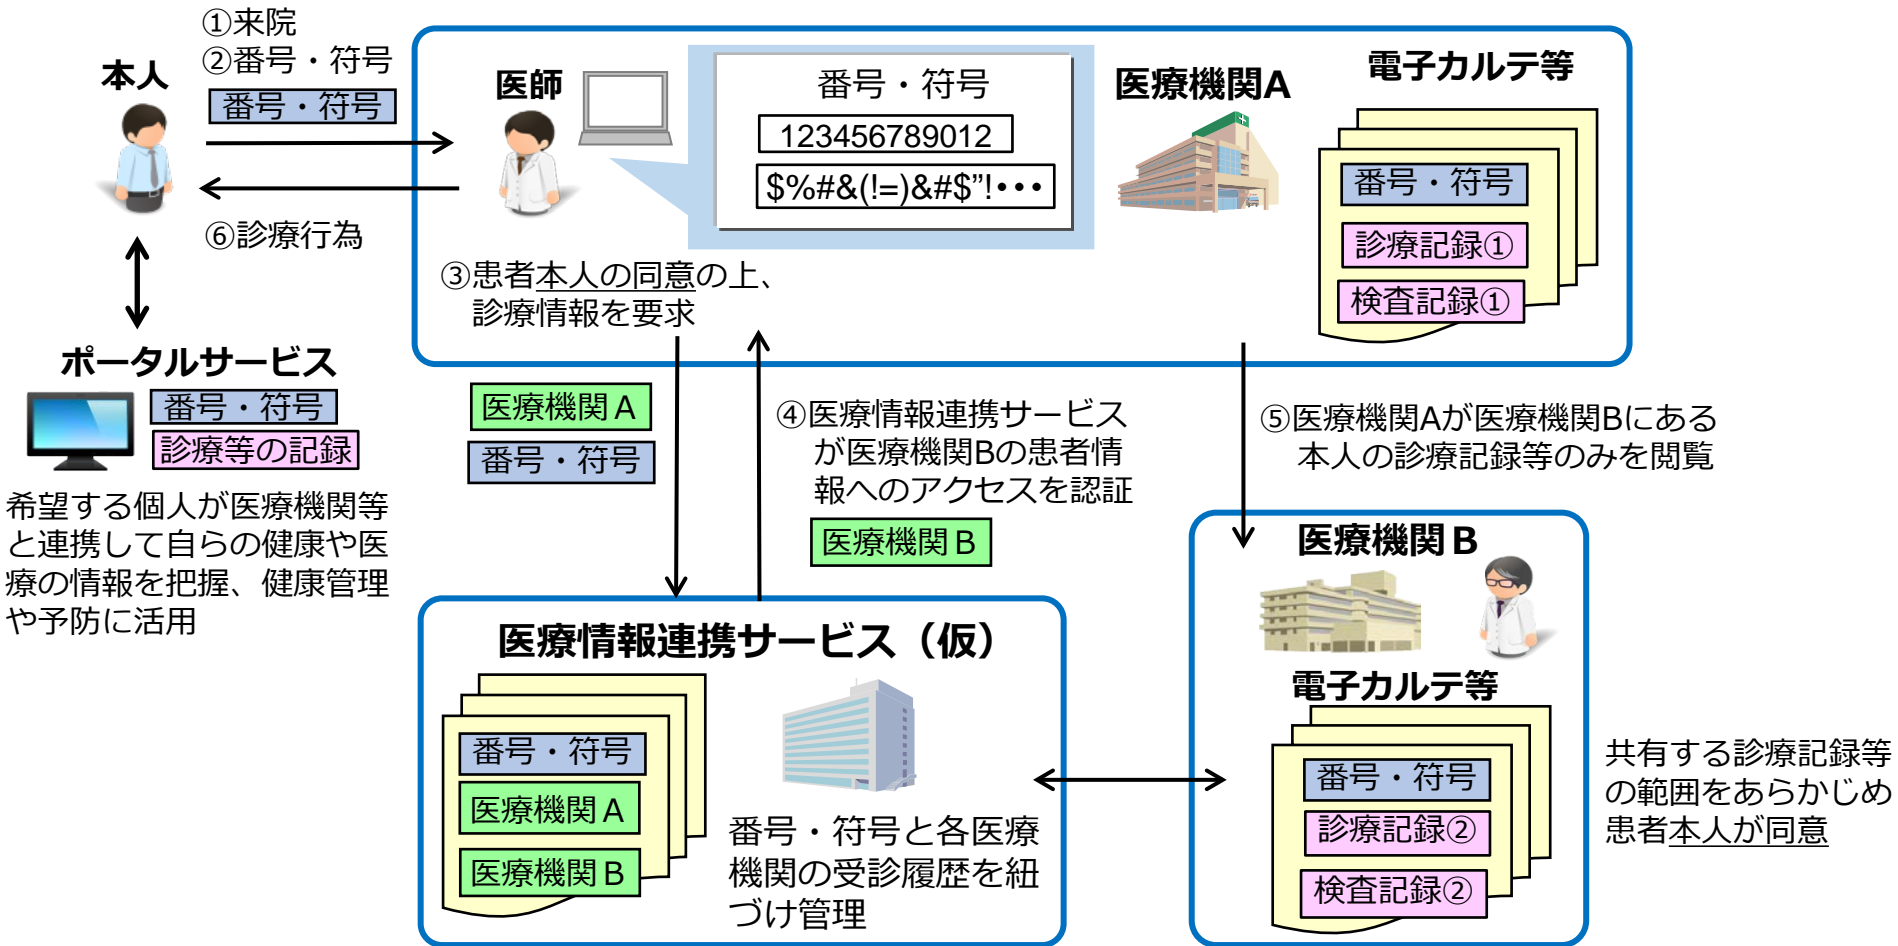 ①来院
②番号・符号
番号・符号
本人
⑥診療行為
医師
番号・符号
123456789012
$%#&(!=)&#$”!・・・
医療機関A
電子カルテ等
番号・符号
診療記録①
検査記録①
③患者本人の同意の上、
診療情報を要求
ポータルサービス
番号・符号
診療等の記録
希望する個人が医療機関等
と連携して自らの健康や医
療の情報を把握、健康管理
や予防に活用
医療機関A
番号・符号
④医療情報連携サービス
が医療機関Bの患者情
報へのアクセスを認証
医療機関B
⑤医療機関Aが医療機関Bにある
本人の診療記録等のみを閲覧
医療情報連携サービス（仮）
番号・符号
医療機関A
医療機関B
番号・符号と各医療
機関の受診履歴を紐
づけ管理
医療機関B
電子カルテ等
番号・符号
診療記録②
検査記録②
共有する診療記録等
の範囲をあらかじめ
患者本人が同意